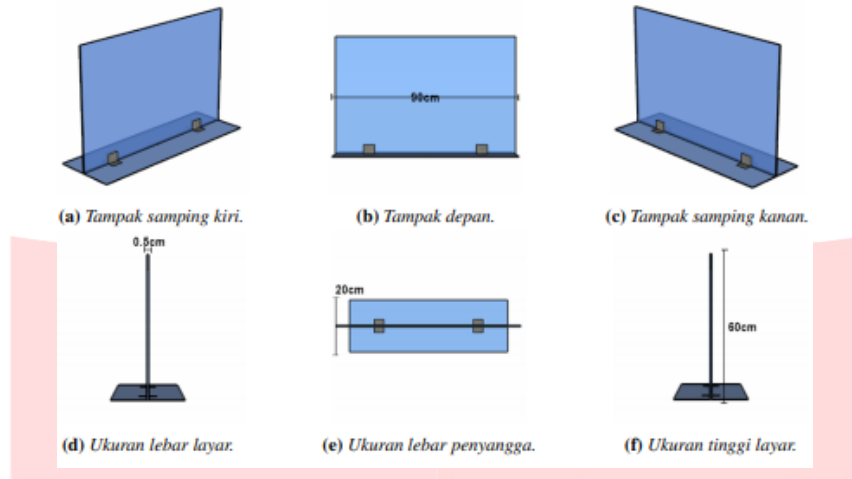 90cm
(a) Tampak samping kiri.
(b) Tampak depan.
(c) Tampak samping kanan.
0.5cm
20cm
60cm
(d) Ukuran lebar layar.
(e) Ukuran lebar penyangga.
(f) Ukuran tinggi layar.